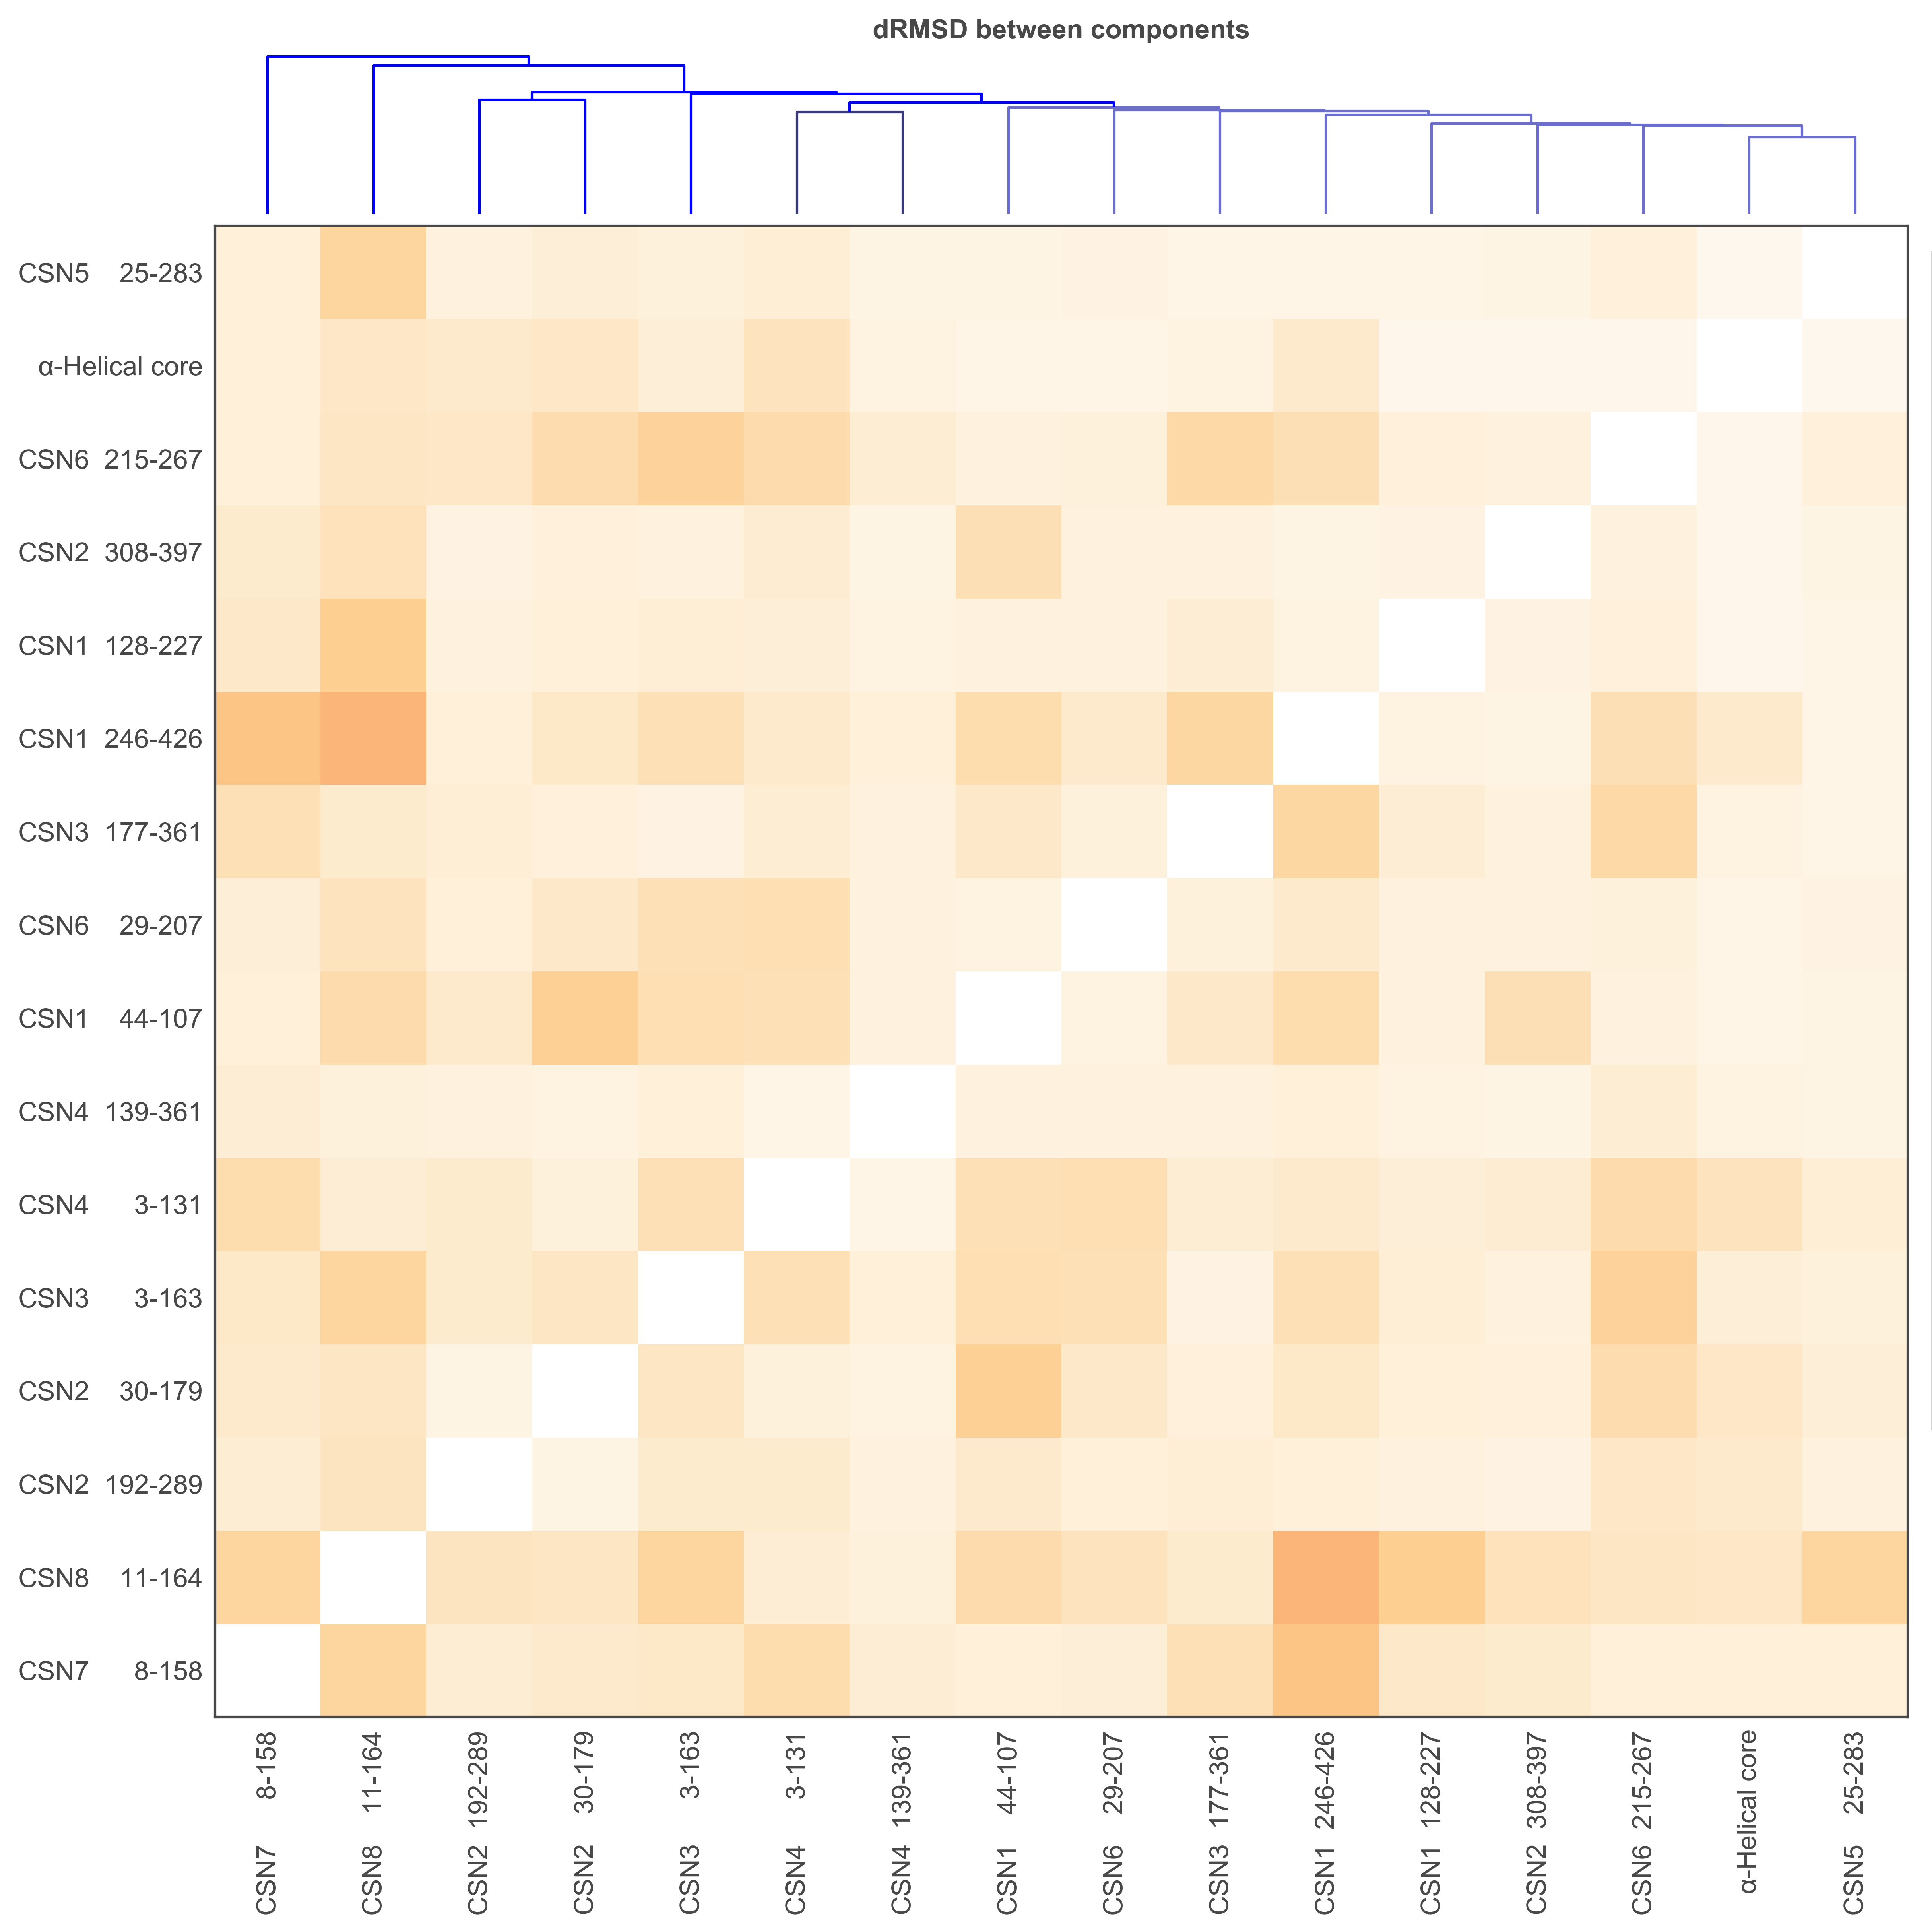 dRMSD between components
CSN5 25-283
α-Helical core
CSN6 215-267
CSN2 308-397
CSN1 128-227
CSN1 246-426
CSN3 177-361
CSN6 29-207
CSN1 44-107
CSN4 139-361
CSN4 3-131
CSN3 3-163
CSN2 30-179
CSN2 192-289
CSN8 11-164
CSN7 8-158
CSN7 8-158
CSN8 11-164
CSN2 192-289
CSN2 30-179
CSN3 3-163
CSN4 3-131
CSN4 139-361
CSN1 44-107
CSN6 29-207
CSN3 177-361
CSN1 246-426
CSN1 128-227
CSN2 308-397
CSN6 215-267
α-Helical core
CSN5 25-283